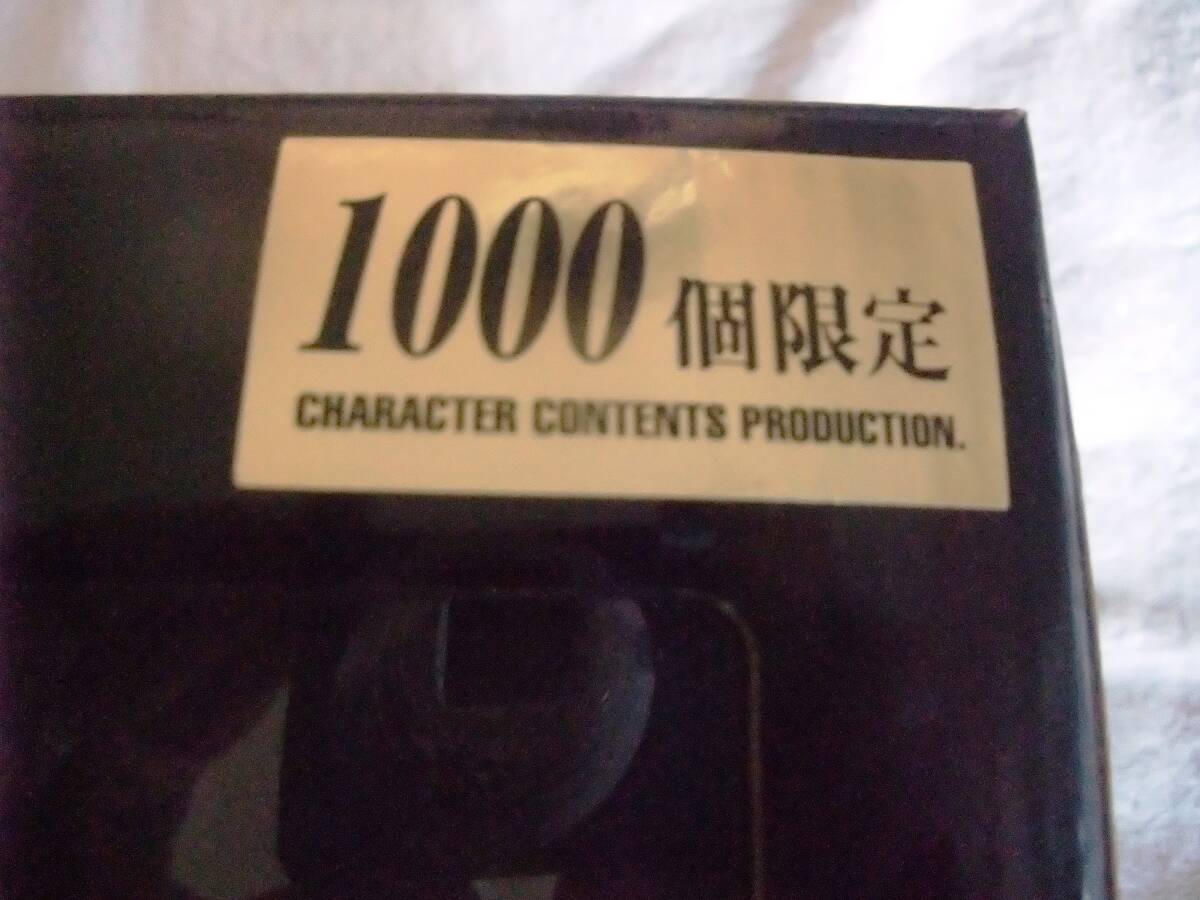 1000 個限定
CHARACTER CONTENTS PRODUCTION.